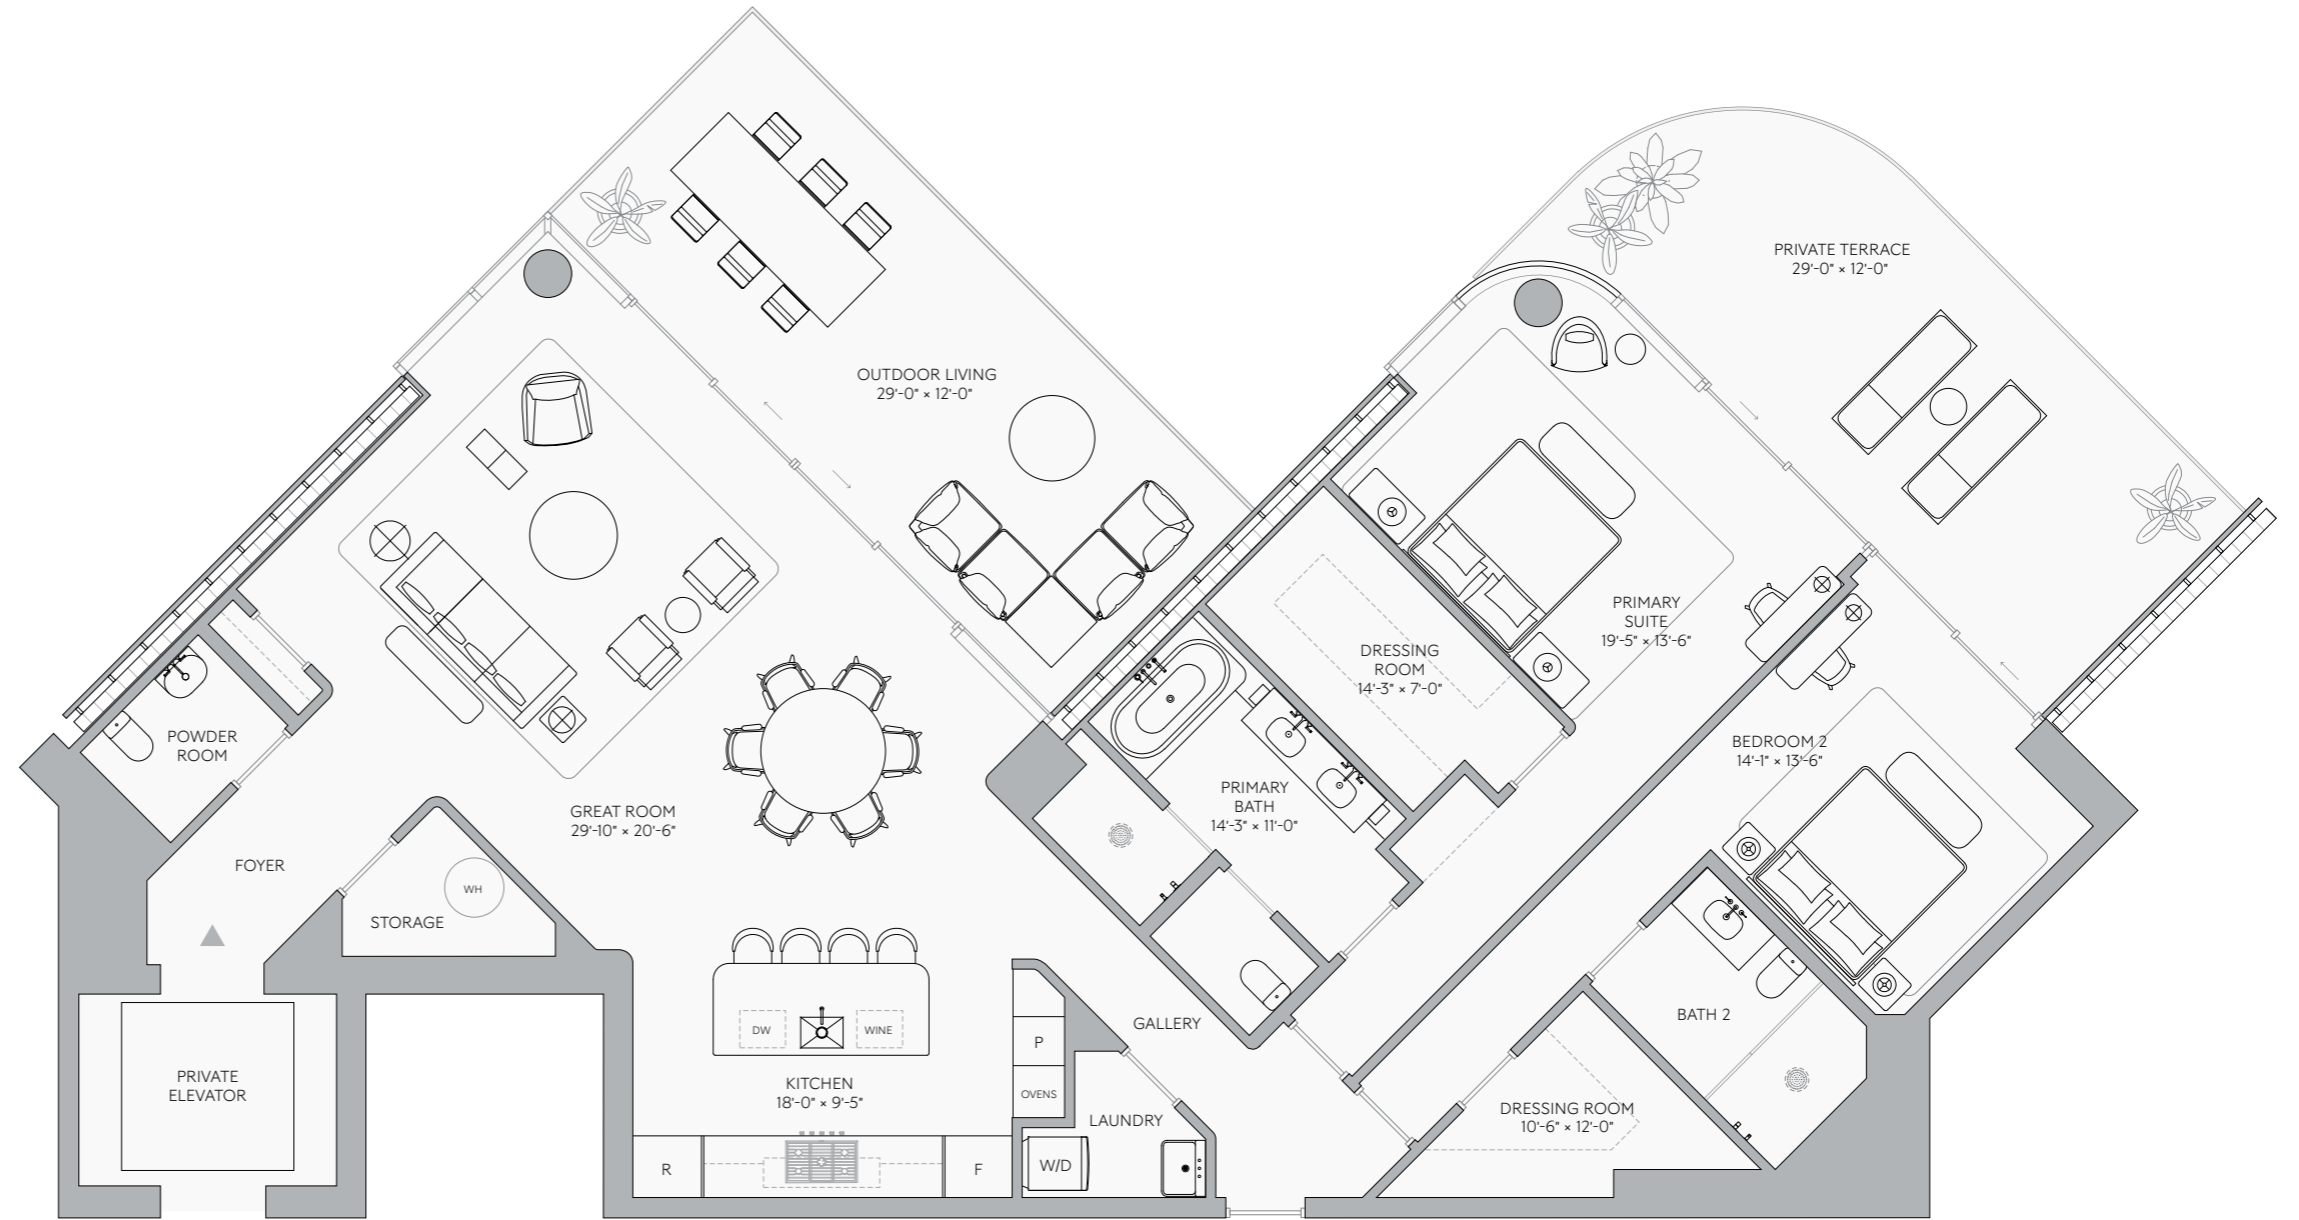 PRIVATE TERRACE
29'-0" × 12'-0"
OUTDOOR LIVING
29'-0" × 12'-0"
PRIMARY
SUITE
19'-5" × 13'-6"
DRESSING
ROOM
14'-3" × 7'-0"
POWDER
ROOM
BEDROOM 2
14'-1" × 13'-6"
PRIMARY
BATH
14'-3" × 11'-0"
GREAT ROOM
29'-10" × 20'-6"
FOYER
WH
STORAGE
BATH 2
GALLERY
DW
WINE
P
PRIVATE
ELEVATOR
KITCHEN
18'-0" × 9'-5"
OVENS
LAUNDRY
DRESSING ROOM
10'-6" × 12'-0"
R
F
W/D